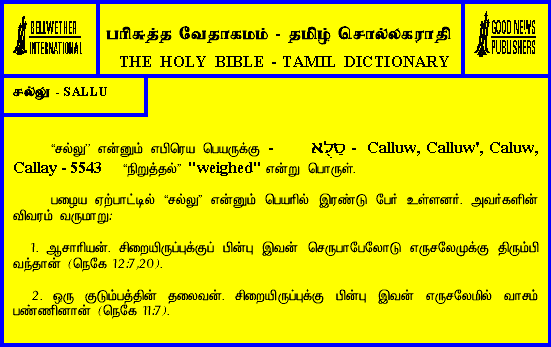 BELLWETHER
INTERNATIONAL
பரிசுத்த வேதாகமம் - தமிழ் சொல்லகராதி
THE HOLY BIBLE - TAMIL DICTIONARY
GOOD NEWS
PUBLISHERS
சல்லூ - SALLU
“சல்லு” என்னும் எபிரெய பெயருக்கு - סַלֻּא - Calluw, Calluw', Caluw,
Callay - 5543 “நிறுத்தல்” "weighed" என்று பொருள்.
பழைய ஏற்பாட்டில் “சல்லு” என்னும் பெயரில் இரண்டு பேர் உள்ளனர். அவர்களின்
விவரம் வருமாறு:
1. ஆசாரியன். சிறையிருப்புக்குப் பின்பு இவன் செருபாபேலோடு எருசலேமுக்கு திரும்பி
வந்தான் (நெகே 12:7,20).
2. ஒரு குடும்பத்தின் தலைவன். சிறையிருப்புக்கு பின்பு இவன் எருசலேமில் வாசம்
பண்ணினான் (நெகே 11:7).